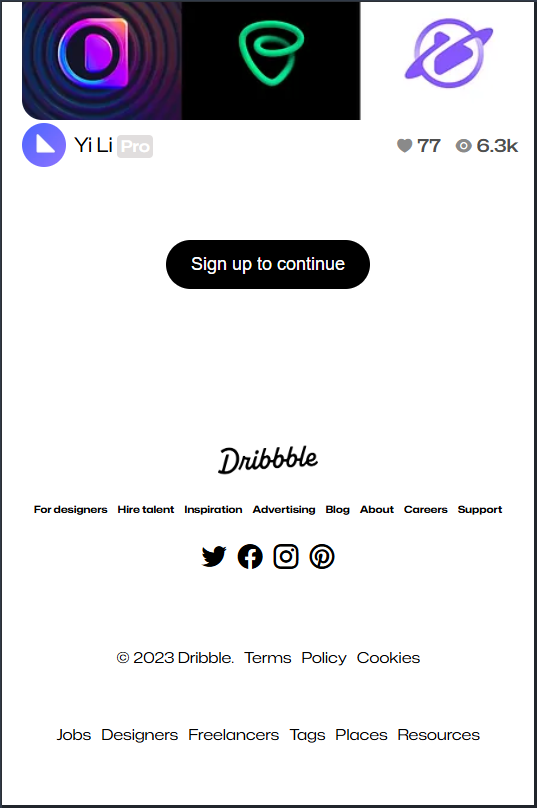 Yi Li Pro 77 6.3k
Sign up to continue
Dribbble
For designers Hire talent Inspiration Advertising Blog About Careers Support
© 2023 Dribble. Terms Policy Cookies
Jobs Designers Freelancers Tags Places Resources